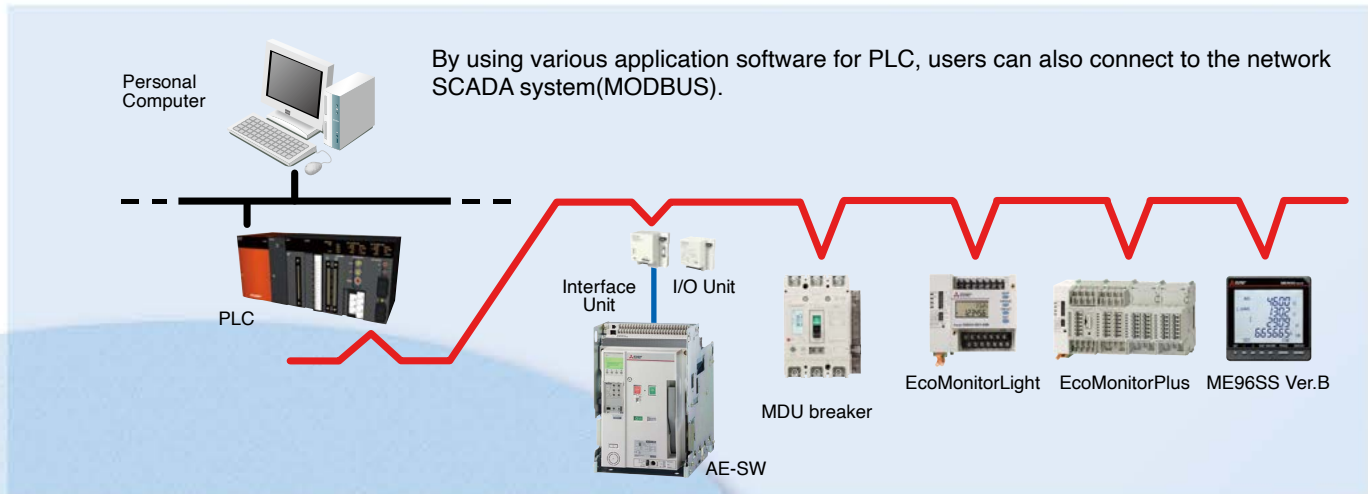 By using various application software for PLC, users can also connect to the network
SCADA system(MODBUS).
Personal
Computer
PLC
Interface
Unit
I/O Unit
AE-SW
MDU breaker
EcoMonitorLight
EcoMonitorPlus
ME96SS Ver.B